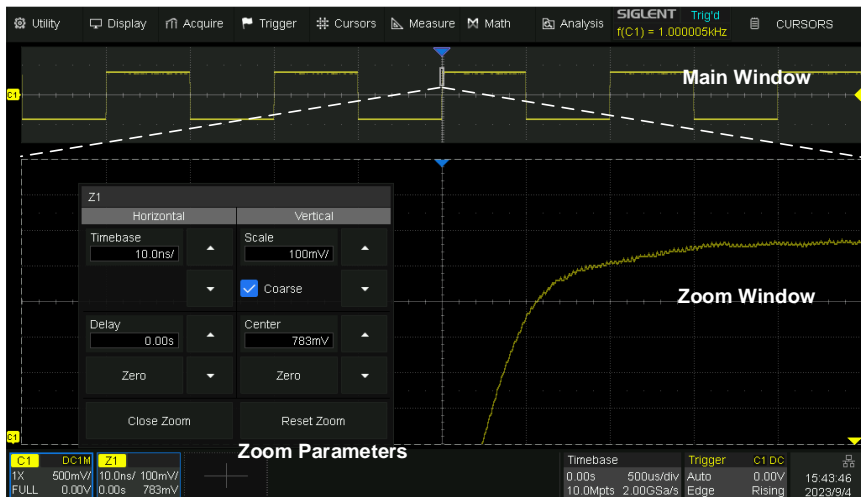 Utility Display Acquire Trigger Cursors Measure Math Analysis SIGLENT Trig'd CURSORS
f(C1) = 1.000005kHz
Main Window
C1
Z1
Horizontal Vertical
Timebase Scale
10.0ns/ 100mV/
Coarse
Zoom Window
Delay Center
0.00s 783mV
Zero Zero
Close Zoom Reset Zoom
C1
Zoom Parameters
C1 DC1M Z1 Timebase Trigger C1 DC
1X 500mV/ 10.0ns/ 100mV/ 0.00s 500us/div Auto 0.00V 15:43:46
FULL 0.00V 0.00s 783mV 10.0Mpts 2.00GSa/s Edge Rising 2023/9/4